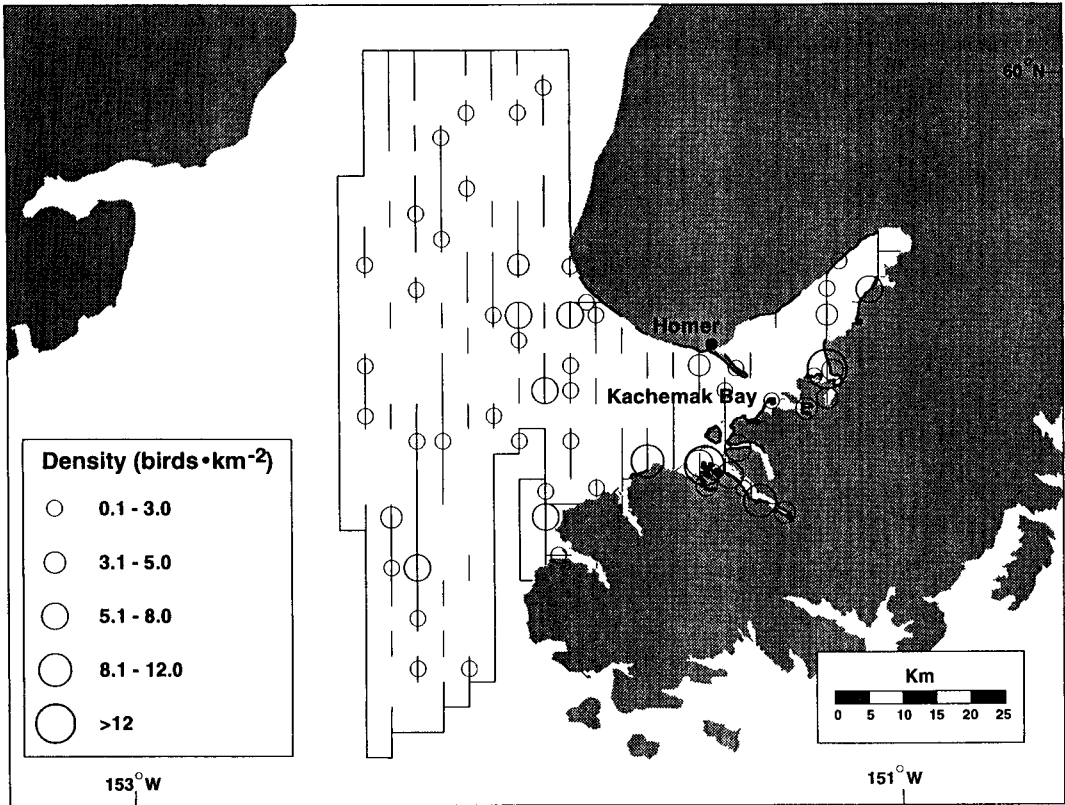 60°N
Homer
Kachemak Bay
Density (birds•km-2)
0.1 - 3.0
3.1 - 5.0
5.1 - 8.0
8.1 - 12.0
>12
Km
0 5 10 15 20 25
153°W
151°W